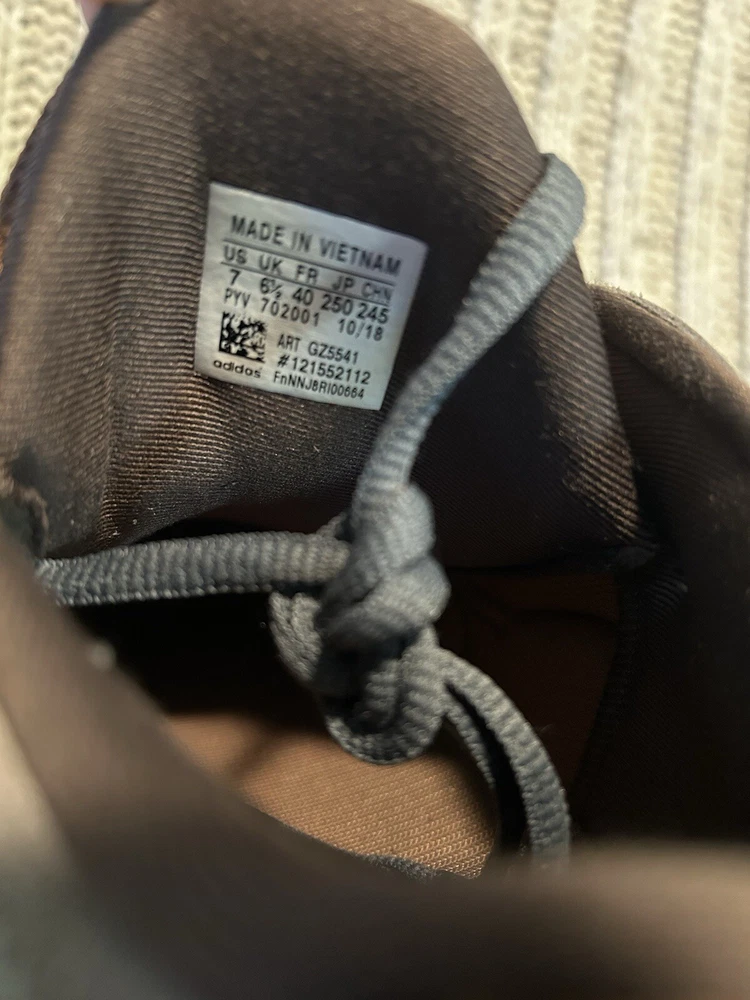 MADE IN VIETNAM
US UK FR JP CHN
7 6½ 40 250 245
PYV 702001 10/18
ART GZ5541
#121552112
adidas FnNNJ8RI00664